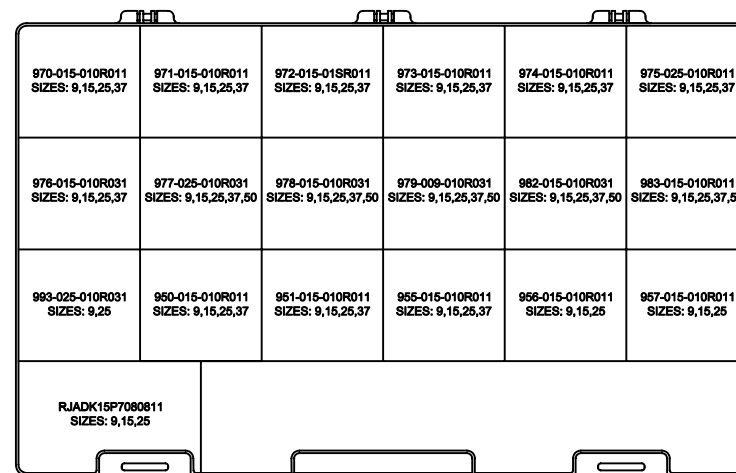 970-015-010R011
SIZES: 9,15,25,37
971-015-010R011
SIZES: 9,15,25,37
972-015-01SR011
SIZES: 9,15,25,37
973-015-010R011
SIZES: 9,15,25,37
974-015-010R011
SIZES: 9,15,25,37
975-025-010R011
SIZES: 9,15,25,37
976-015-010R031
SIZES: 9,15,25,37
977-025-010R031
SIZES: 9,15,25,37,50
978-015-010R031
SIZES: 9,15,25,37,50
979-009-010R031
SIZES: 9,15,25,37,50
982-015-010R031
SIZES: 9,15,25,37,50
983-015-010R011
SIZES: 9,15,25,37,5
993-025-010R031
SIZES: 9,25
950-015-010R011
SIZES: 9,15,25,37
951-015-010R011
SIZES: 9,15,25,37
955-015-010R011
SIZES: 9,15,25,37
956-015-010R011
SIZES: 9,15,25
957-015-010R011
SIZES: 9,15,25
RJADK15P7080811
SIZES: 9,15,25